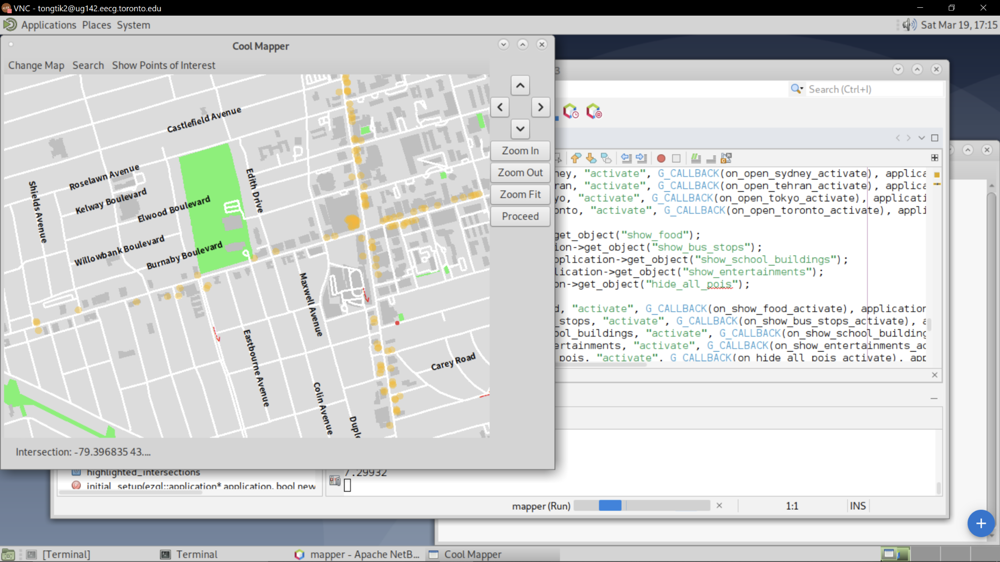 VNC - tongtik2@ug142.eecg.toronto.edu
Applications Places System
Sat Mar 19, 17:15
Cool Mapper
Change Map Search Show Points of Interest
Castlefield Avenue
Roselawn Avenue
Kelway Boulevard
Elwood Boulevard
Shields Avenue
Edith Drive
Willowbank Boulevard
Burnaby Boulevard
Maxwell Avenue
Eastbourne Avenue
Colin Avenue
Duple
Carey Road
Zoom In
Zoom Out
Zoom Fit
Proceed
Intersection: -79.396835 43....
3
Search (Ctrl+I)
ney, "activate", G_CALLBACK(on_open_sydney_activate), applica
ran, "activate", G_CALLBACK(on_open_tehran_activate), applica
yo, "activate", G_CALLBACK(on_open_tokyo_activate), applicati
onto, "activate", G_CALLBACK(on_open_toronto_activate), appli
get_object("show_food");
ion->get_object("show_bus_stops");
pplication->get_object("show_school_buildings");
lication->get_object("show_entertainments");
on->get_object("hide_all_pois");
d, "activate", G_CALLBACK(on_show_food_activate), application
_stops, "activate", G_CALLBACK(on_show_bus_stops_activate), a
ool_buildings, "activate", G_CALLBACK(on_show_school_building
ertainments, "activate", G_CALLBACK(on_show_entertainments_ac
_pois, "activate", G_CALLBACK(on_hide_all_pois_activate), app
highlighted_intersections
initial_setup(ezgl::application* application, bool new
7.29932
mapper (Run)
1:1
INS
[Terminal]
Terminal
mapper - Apache NetB...
Cool Mapper